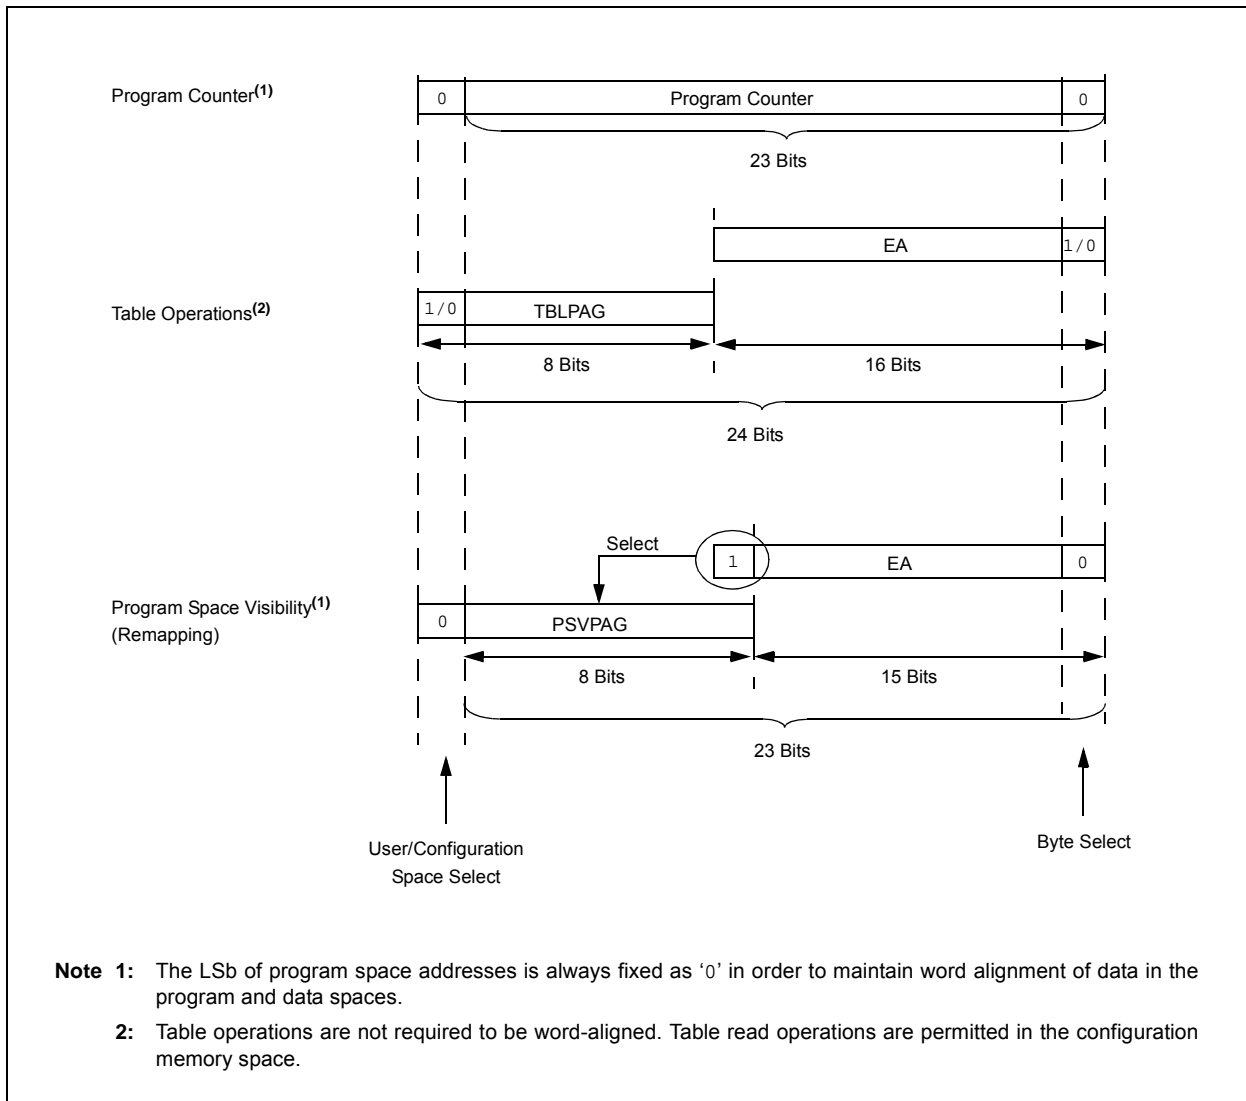 Program Counter(1)
0
Program Counter
0
23 Bits
EA
1/0
Table Operations(2)
1/0
TBLPAG
8 Bits
16 Bits
24 Bits
Select
1
EA
0
Program Space Visibility(1)
(Remapping)
0
PSVPAG
8 Bits
15 Bits
23 Bits
User/Configuration
Space Select
Byte Select
Note 1: The LSb of program space addresses is always fixed as ‘0’ in order to maintain word alignment of data in the
program and data spaces.
2: Table operations are not required to be word-aligned. Table read operations are permitted in the configuration
memory space.